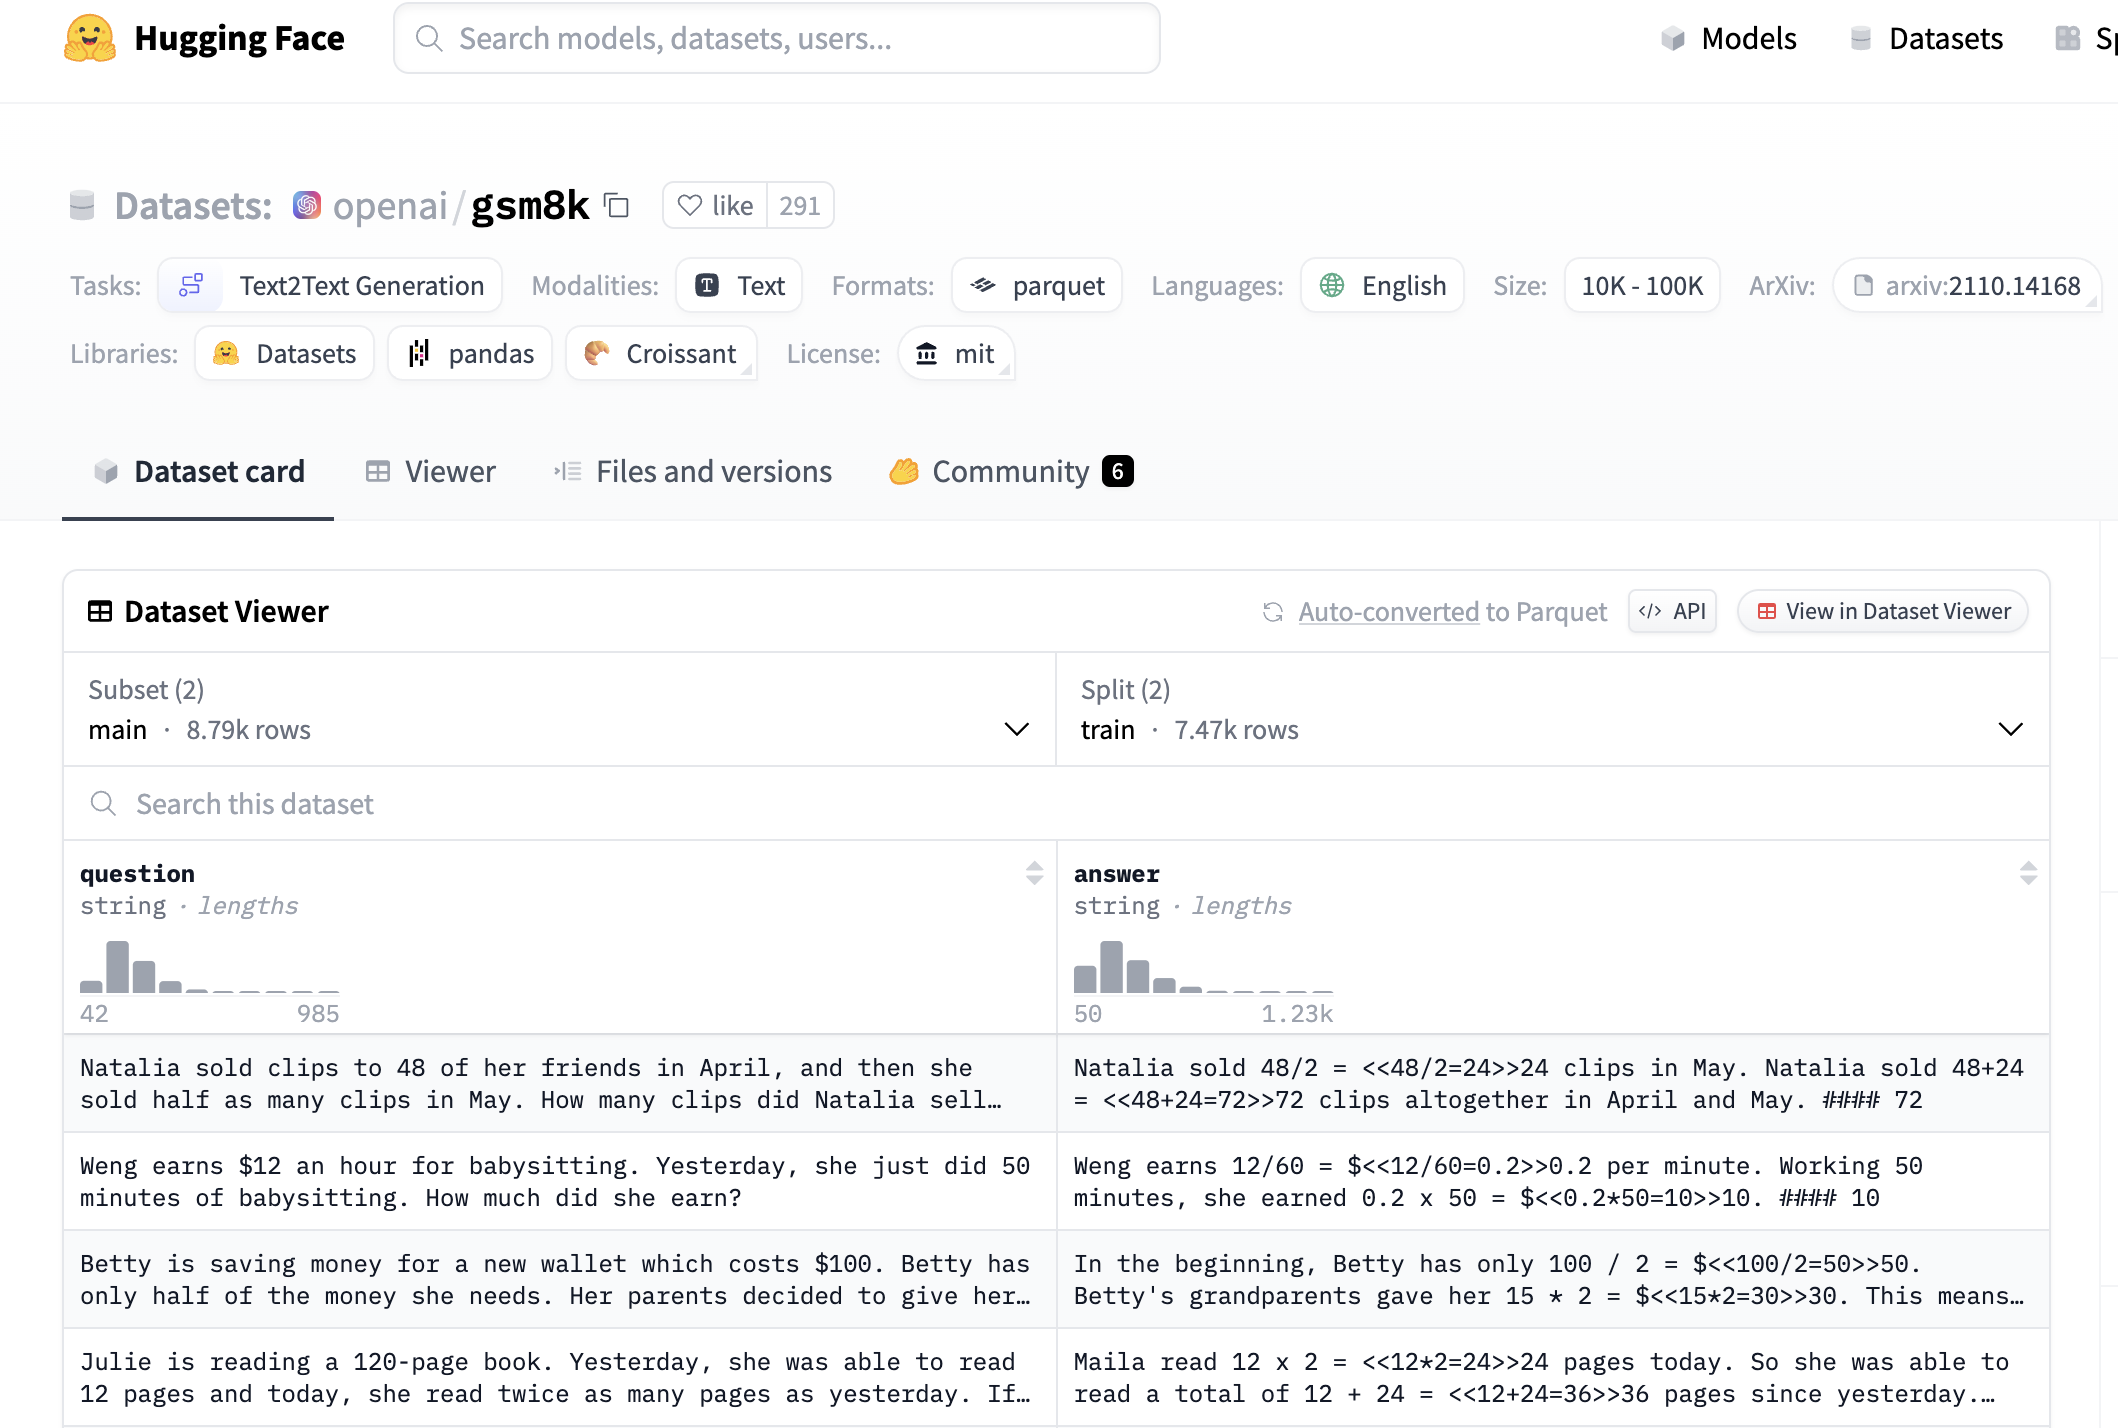 Hugging Face
Search models, datasets, users...
Models
Datasets
Datasets:
openai/gsm8k
like
291
Tasks:
Text2Text Generation
Modalities:
Text
Formats:
parquet
Languages:
English
Size:
10K - 100K
ArXiv:
arxiv:2110.14168
Libraries:
Datasets
pandas
Croissant
License:
mit
Dataset card
Viewer
Files and versions
Community
6
Dataset Viewer
Auto-converted to Parquet
API
View in Dataset Viewer
Subset (2)
main · 8.79k rows
Split (2)
train · 7.47k rows
Search this dataset
question
string · lengths
42
985
answer
string · lengths
50
1.23k
Natalia sold clips to 48 of her friends in April, and then she
sold half as many clips in May. How many clips did Natalia sell…
Natalia sold 48/2 = <<48/2=24>>24 clips in May. Natalia sold 48+24
= <<48+24=72>>72 clips altogether in April and May. #### 72
Weng earns $12 an hour for babysitting. Yesterday, she just did 50
minutes of babysitting. How much did she earn?
Weng earns 12/60 = $<<12/60=0.2>>0.2 per minute. Working 50
minutes, she earned 0.2 x 50 = $<<0.2*50=10>>10. #### 10
Betty is saving money for a new wallet which costs $100. Betty has
only half of the money she needs. Her parents decided to give her…
In the beginning, Betty has only 100 / 2 = $<<100/2=50>>50.
Betty's grandparents gave her 15 * 2 = $<<15*2=30>>30. This means…
Julie is reading a 120-page book. Yesterday, she was able to read
12 pages and today, she read twice as many pages as yesterday. If…
Maila read 12 x 2 = <<12*2=24>>24 pages today. So she was able to
read a total of 12 + 24 = <<12+24=36>>36 pages since yesterday.…